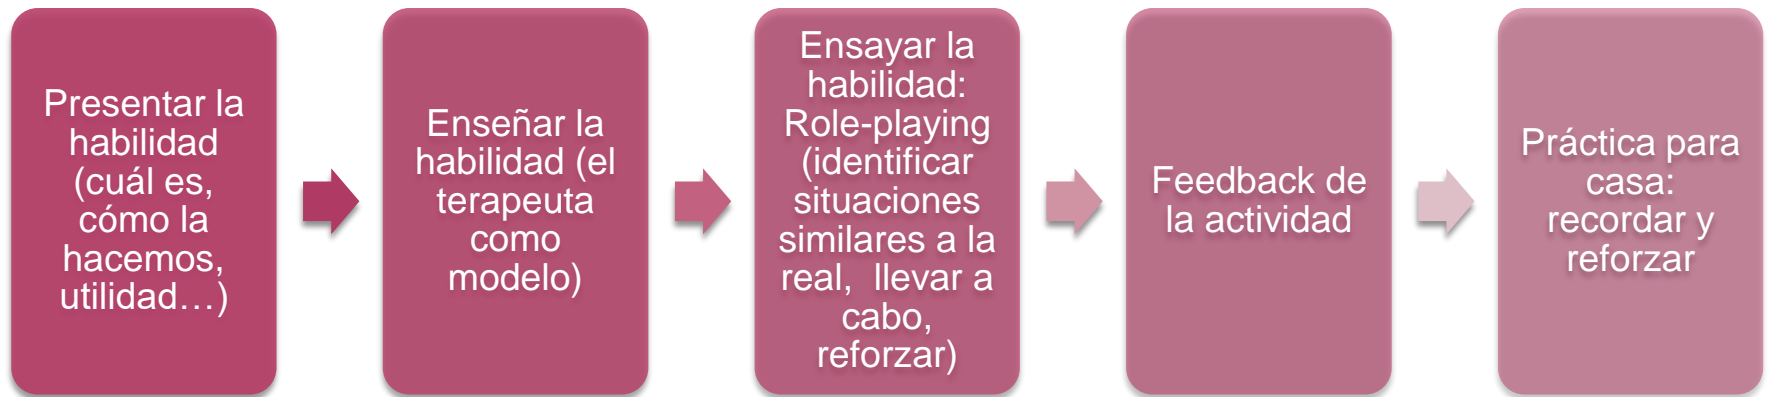 Presentar la
habilidad
(cuál es,
cómo la
hacemos,
utilidad…)
Enseñar la
habilidad (el
terapeuta
como
modelo)
Ensayar la
habilidad:
Role-playing
(identificar
situaciones
similares a la
real, llevar a
cabo,
reforzar)
Feedback de
la actividad
Práctica para
casa:
recordar y
reforzar